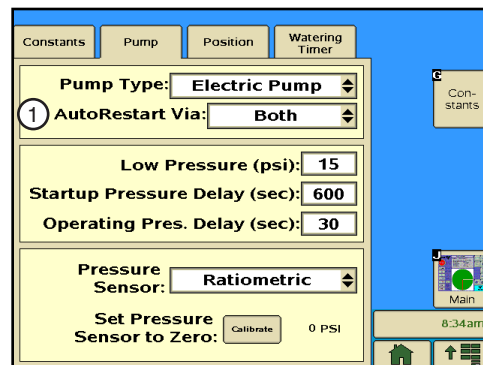 Constants Pump Position Watering
Timer
Pump Type: Electric Pump
1 AutoRestart Via: Both
Low Pressure (psi): 15
Startup Pressure Delay (sec): 600
Operating Pres. Delay (sec): 30
Pressure
Sensor: Ratiometric
Set Pressure
Sensor to Zero: Calibrate 0 PSI
G
Con-
stants
J
Main
8:34am